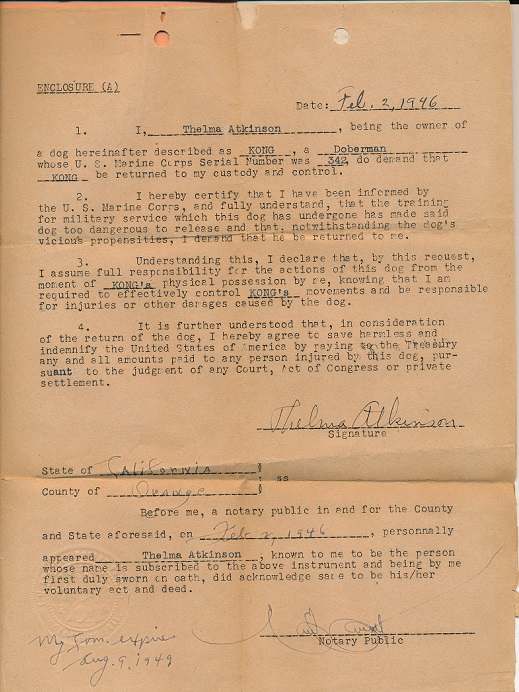 ENCLOSURE (A)
Date: Feb. 2, 1946
1. I, Thelma Atkinson, being the owner of
a dog hereinafter described as KONG, a Doberman
whose U. S. Marine Corps Serial Number was 342, do demand that
KONG be returned to my custody and control.
2. I hereby certify that I have been informed by
the U. S. Marine Corps, and fully understand, that the training
for military service which this dog has undergone has made said
dog too dangerous to release and that, notwithstanding the dog's
vicious propensities, I demand that he be returned to me.
3. Understanding this, I declare that, by this request,
I assume full responsibility for the actions of this dog from the
moment of KONG's physical possession by me, knowing that I am
required to effectively control KONG's movements and be responsible
for injuries or other damages caused by the dog.
4. It is further understood that, in consideration
of the return of the dog, I hereby agree to save harmless and
indemnify the United States of America by paying to the Treasury
any and all amounts paid to any person injured by this dog, pur-
suant to the judgment of any Court, Act of Congress or private
settlement.
Thelma Atkinson
Signature
State of California )
) ss
County of Orange )
Before me, a notary public in and for the County
and State aforesaid, on Feb 2, 1946, personnally
appeared Thelma Atkinson, known to me to be the person
whose name is subscribed to the above instrument and being by me
first duly sworn on oath, did acknowledge same to be his/her
voluntary act and deed.
Notary Public
My Com. expires
Aug. 9, 1949